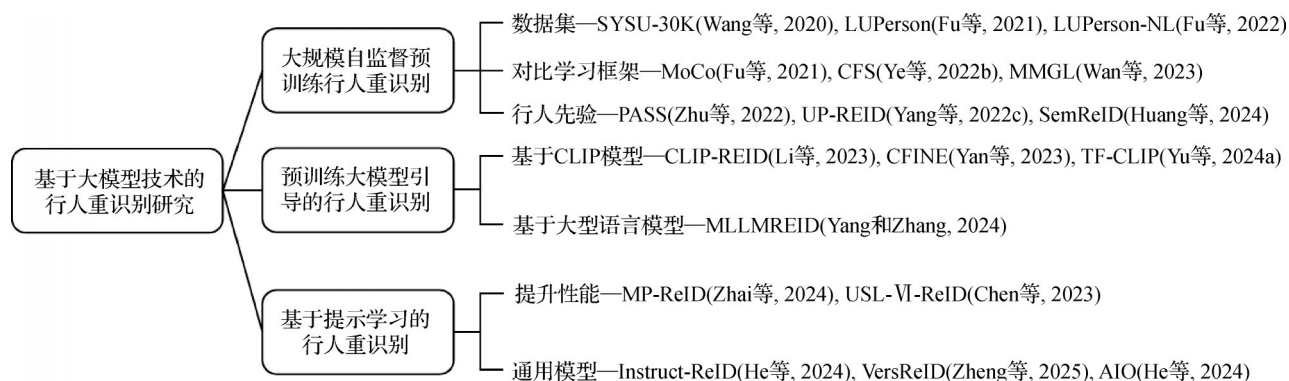 基于大模型技术的
行人重识别研究
大规模自监督预
训练行人重识别
数据集—SYSU-30K(Wang等, 2020), LUPerson(Fu等, 2021), LUPerson-NL(Fu等, 2022)
对比学习框架—MoCo(Fu等, 2021), CFS(Ye等, 2022b), MMGL(Wan等, 2023)
行人先验—PASS(Zhu等, 2022), UP-REID(Yang等, 2022c), SemReID(Huang等, 2024)
预训练大模型引
导的行人重识别
基于CLIP模型—CLIP-REID(Li等, 2023), CFINE(Yan等, 2023), TF-CLIP(Yu等, 2024a)
基于大型语言模型—MLLMREID(Yang和Zhang, 2024)
基于提示学习的
行人重识别
提升性能—MP-ReID(Zhai等, 2024), USL-Ⅵ-ReID(Chen等, 2023)
通用模型—Instruct-ReID(He等, 2024), VersReID(Zheng等, 2025), AIO(He等, 2024)